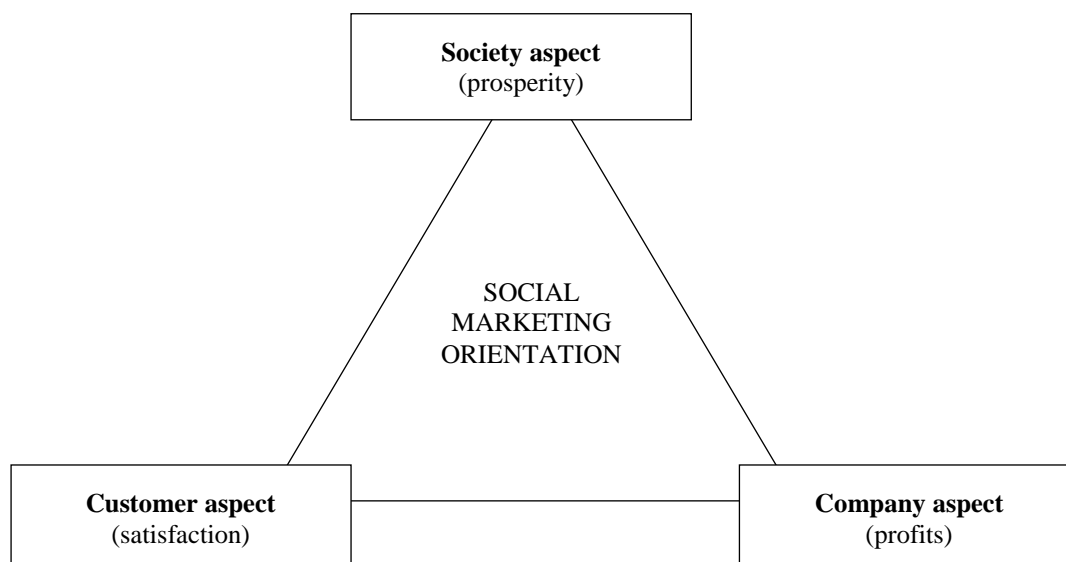 Society aspect
(prosperity)
SOCIAL
MARKETING
ORIENTATION
Customer aspect
(satisfaction)
Company aspect
(profits)